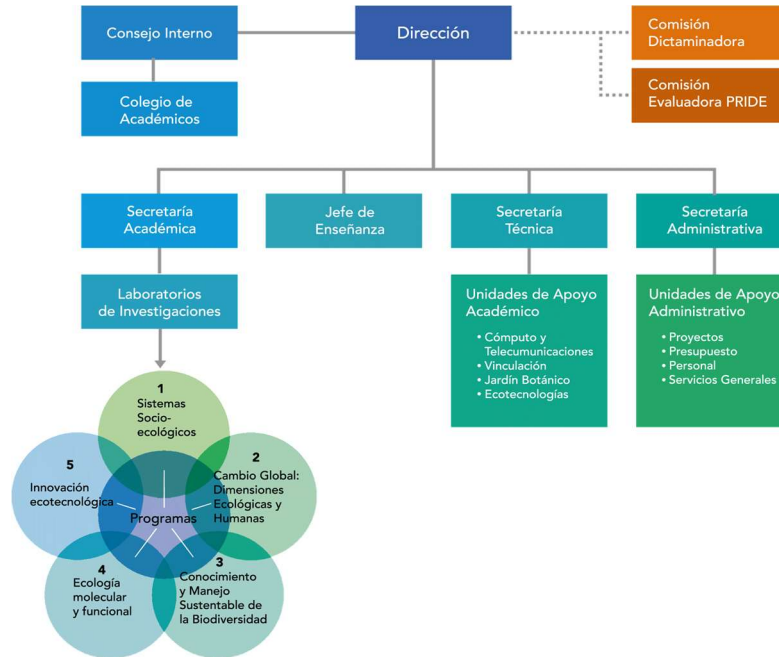 Consejo Interno
Dirección
Comisión
Dictaminadora
Colegio de
Académicos
Comisión
Evaluadora PRIDE
Secretaría
Académica
Jefe de
Enseñanza
Secretaría
Técnica
Secretaría
Administrativa
Laboratorios
de Investigaciones
Unidades de Apoyo
Académico
• Cómputo y
Telecumunicaciones
• Vinculación
• Jardín Botánico
• Ecotecnologías
Unidades de Apoyo
Administrativo
• Proyectos
• Presupuesto
• Personal
• Servicios Generales
1
Sistemas
Socio-
ecológicos
2
Cambio Global:
Dimensiones
Ecológicas y
Humanas
3
Conocimiento
y Manejo
Sustentable de
la Biodiversidad
4
Ecología
molecular
y funcional
5
Innovación
ecotecnológica
Programas